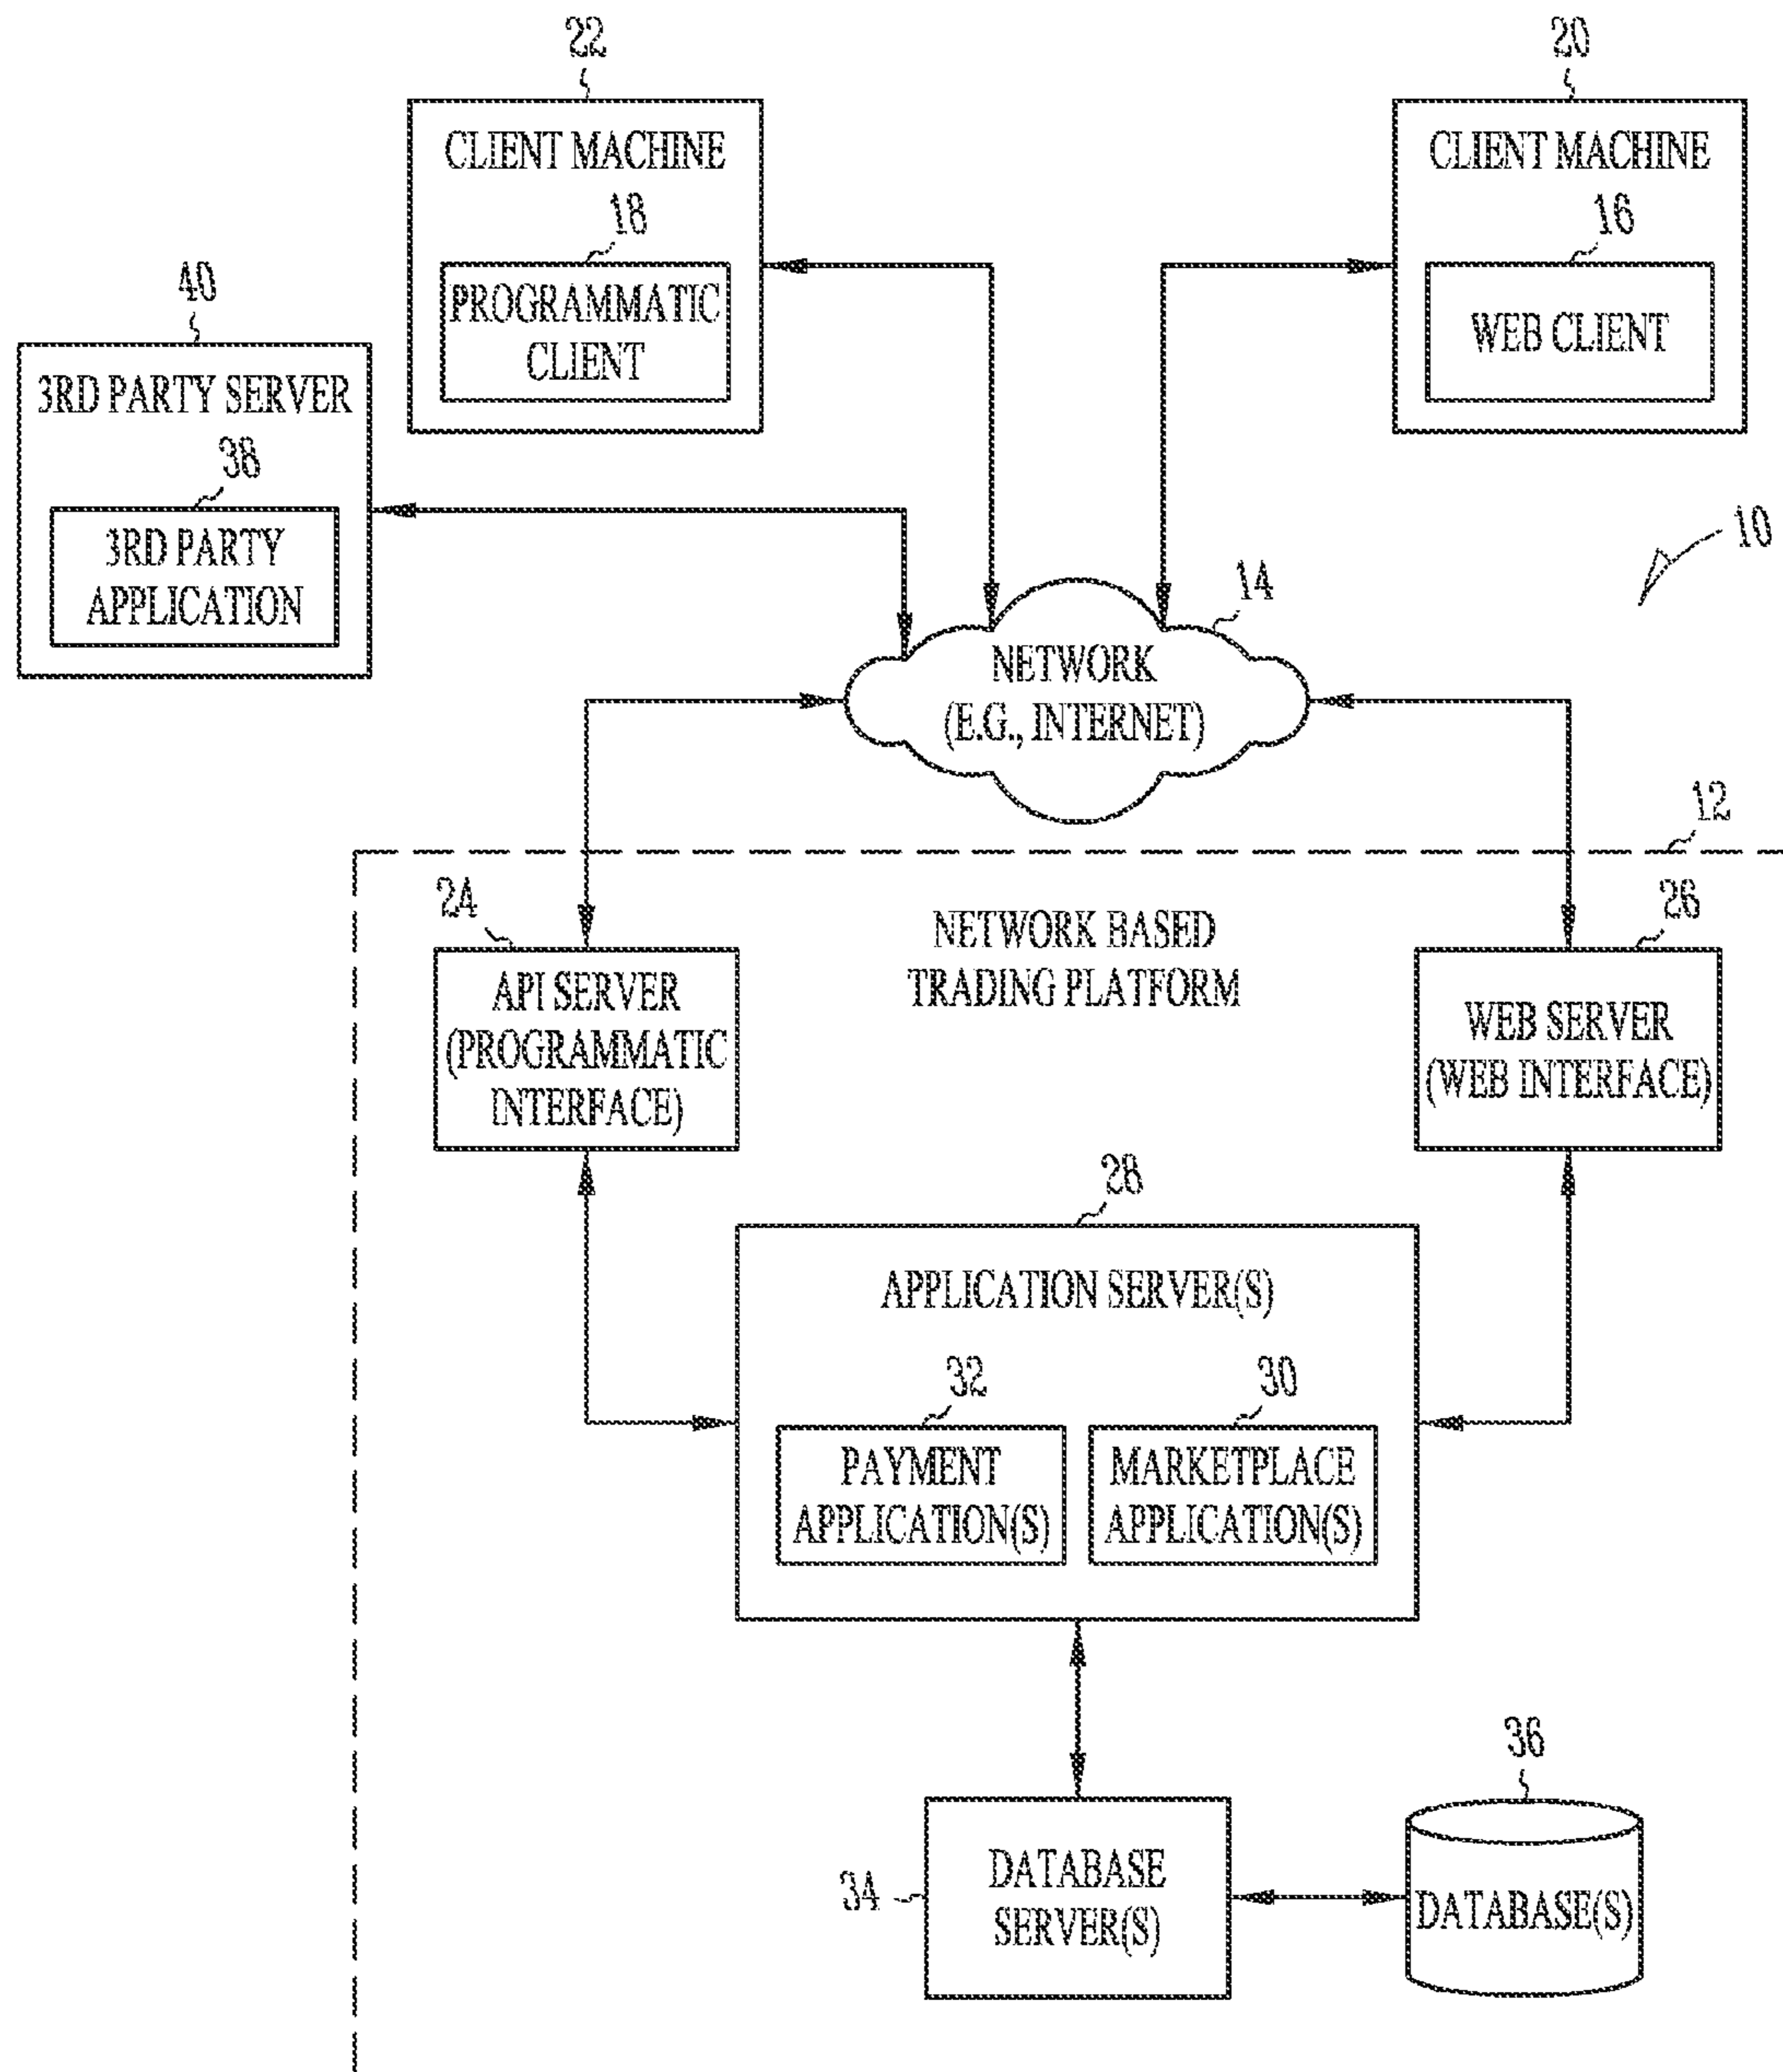 22
20
CLIENT MACHINE
CLIENT MACHINE
18
16
PROGRAMMATIC
CLIENT
WEB CLIENT
40
3RD PARTY SERVER
38
3RD PARTY
APPLICATION
10
14
NETWORK
(E.G., INTERNET)
12
24
NETWORK BASED
TRADING PLATFORM
26
API SERVER
(PROGRAMMATIC
INTERFACE)
WEB SERVER
(WEB INTERFACE)
28
APPLICATION SERVER(S)
32
30
PAYMENT
APPLICATION(S)
MARKETPLACE
APPLICATION(S)
36
34
DATABASE
SERVER(S)
DATABASE(S)